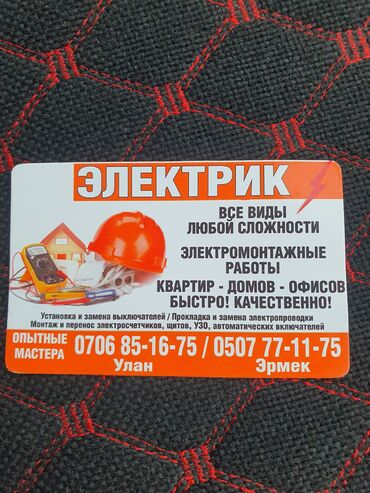 ЭЛЕКТРИК
ВСЕ ВИДЫ
ЛЮБОЙ СЛОЖНОСТИ
ЭЛЕКТРОМОНТАЖНЫЕ
РАБОТЫ
КВАРТИР - ДОМОВ - ОФИСОВ
БЫСТРО! КАЧЕСТВЕННО!
Установка и замена выключателей / Прокладка и замена электропроводки
Монтаж и перенос электросчетчиков, щитов, УЗО, автоматических включателей
ОПЫТНЫЕ
МАСТЕРА
0706 85-16-75 / 0507 77-11-75
Улан Эрмек